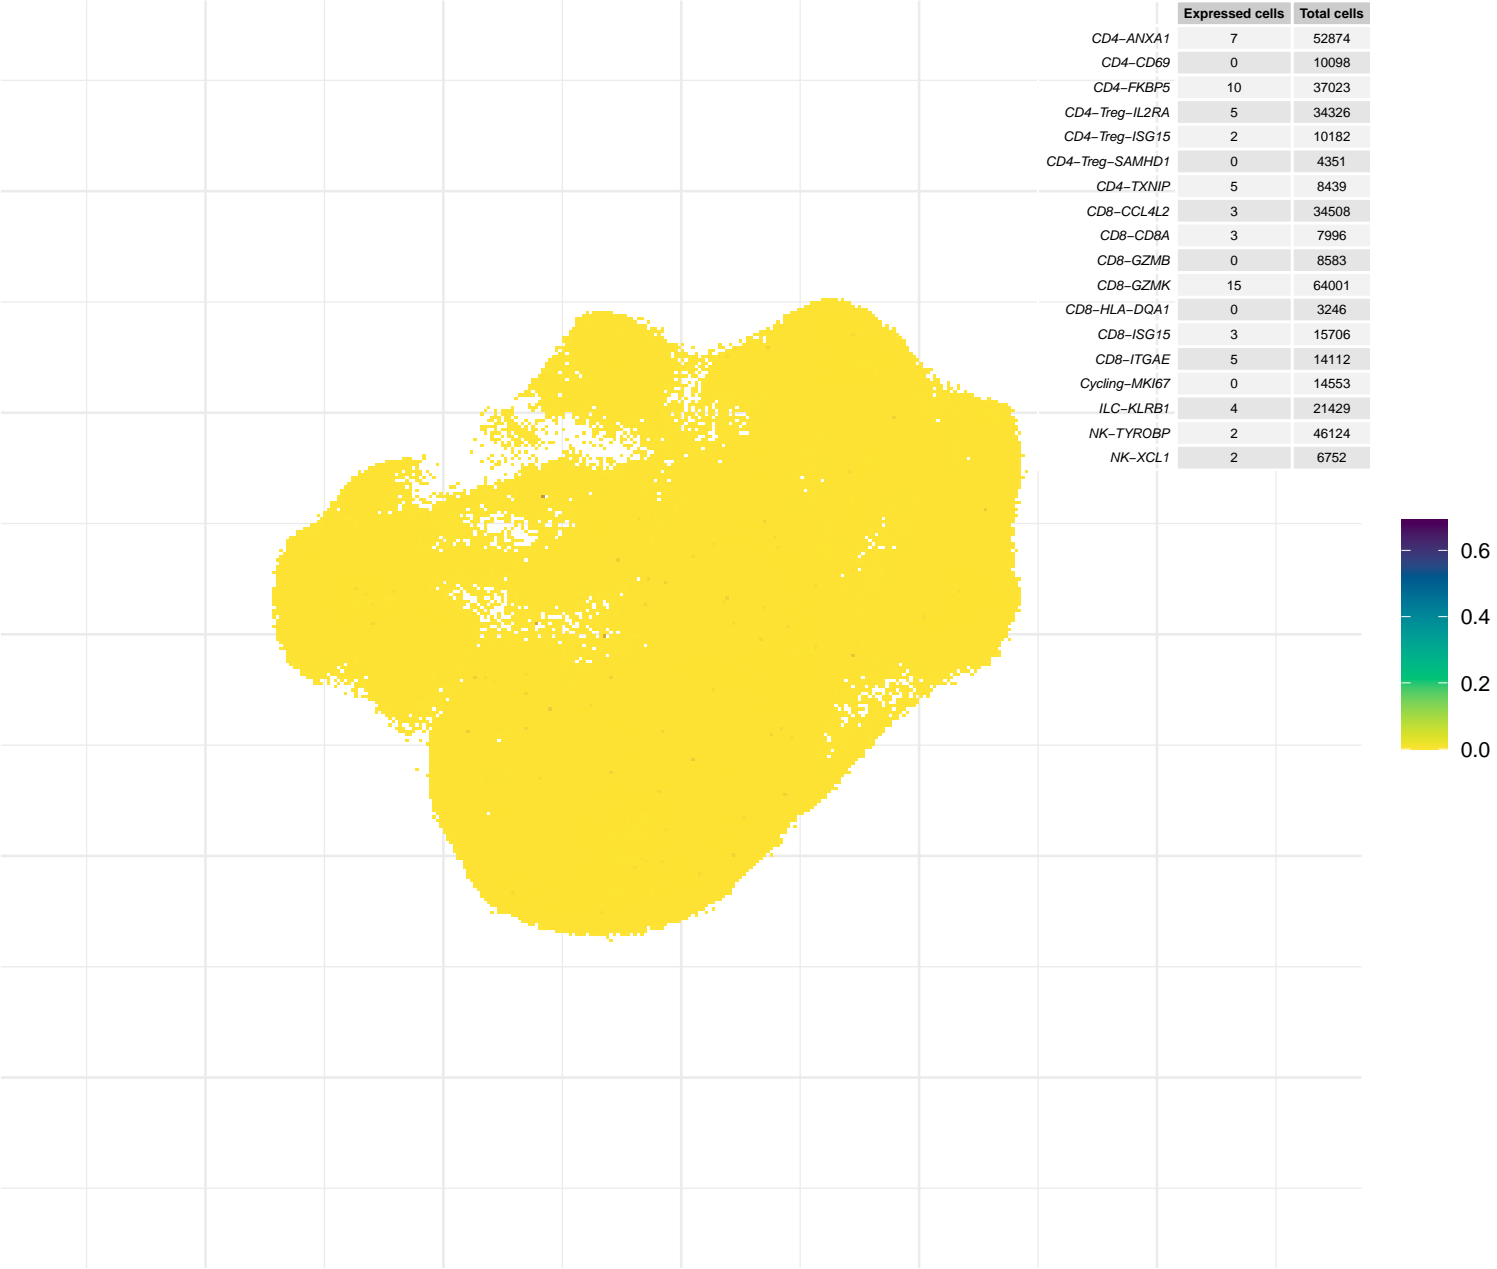 Expressed cells Total cells
CD4−ANXA1 7 52874
CD4−CD69 0 10098
CD4−FKBP5 10 37023
CD4−Treg−IL2RA 5 34326
CD4−Treg−ISG15 2 10182
CD4−Treg−SAMHD1 0 4351
CD4−TXNIP 5 8439
CD8−CCL4L2 3 34508
CD8−CD8A 3 7996
CD8−GZMB 0 8583
CD8−GZMK 15 64001
CD8−HLA−DQA1 0 3246
CD8−ISG15 3 15706
CD8−ITGAE 5 14112
Cycling−MKI67 0 14553
ILC−KLRB1 4 21429
NK−TYROBP 2 46124
NK−XCL1 2 6752
0.6
0.4
0.2
0.0